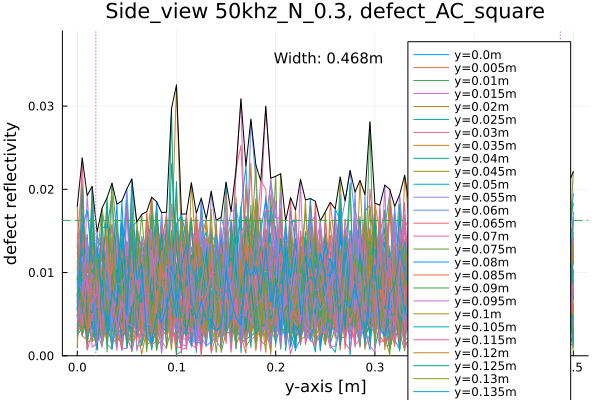 Side_view 50khz_N_0.3, defect_AC_square
Width: 0.468m
defect reflectivity
0.03
0.02
0.01
0.00
0.0
0.1
0.2
0.3
.5
y-axis [m]
y=0.0m
y=0.005m
y=0.01m
y=0.015m
y=0.02m
y=0.025m
y=0.03m
y=0.035m
y=0.04m
y=0.045m
y=0.05m
y=0.055m
y=0.06m
y=0.065m
y=0.07m
y=0.075m
y=0.08m
y=0.085m
y=0.09m
y=0.095m
y=0.1m
y=0.105m
y=0.115m
y=0.12m
y=0.125m
y=0.13m
y=0.135m